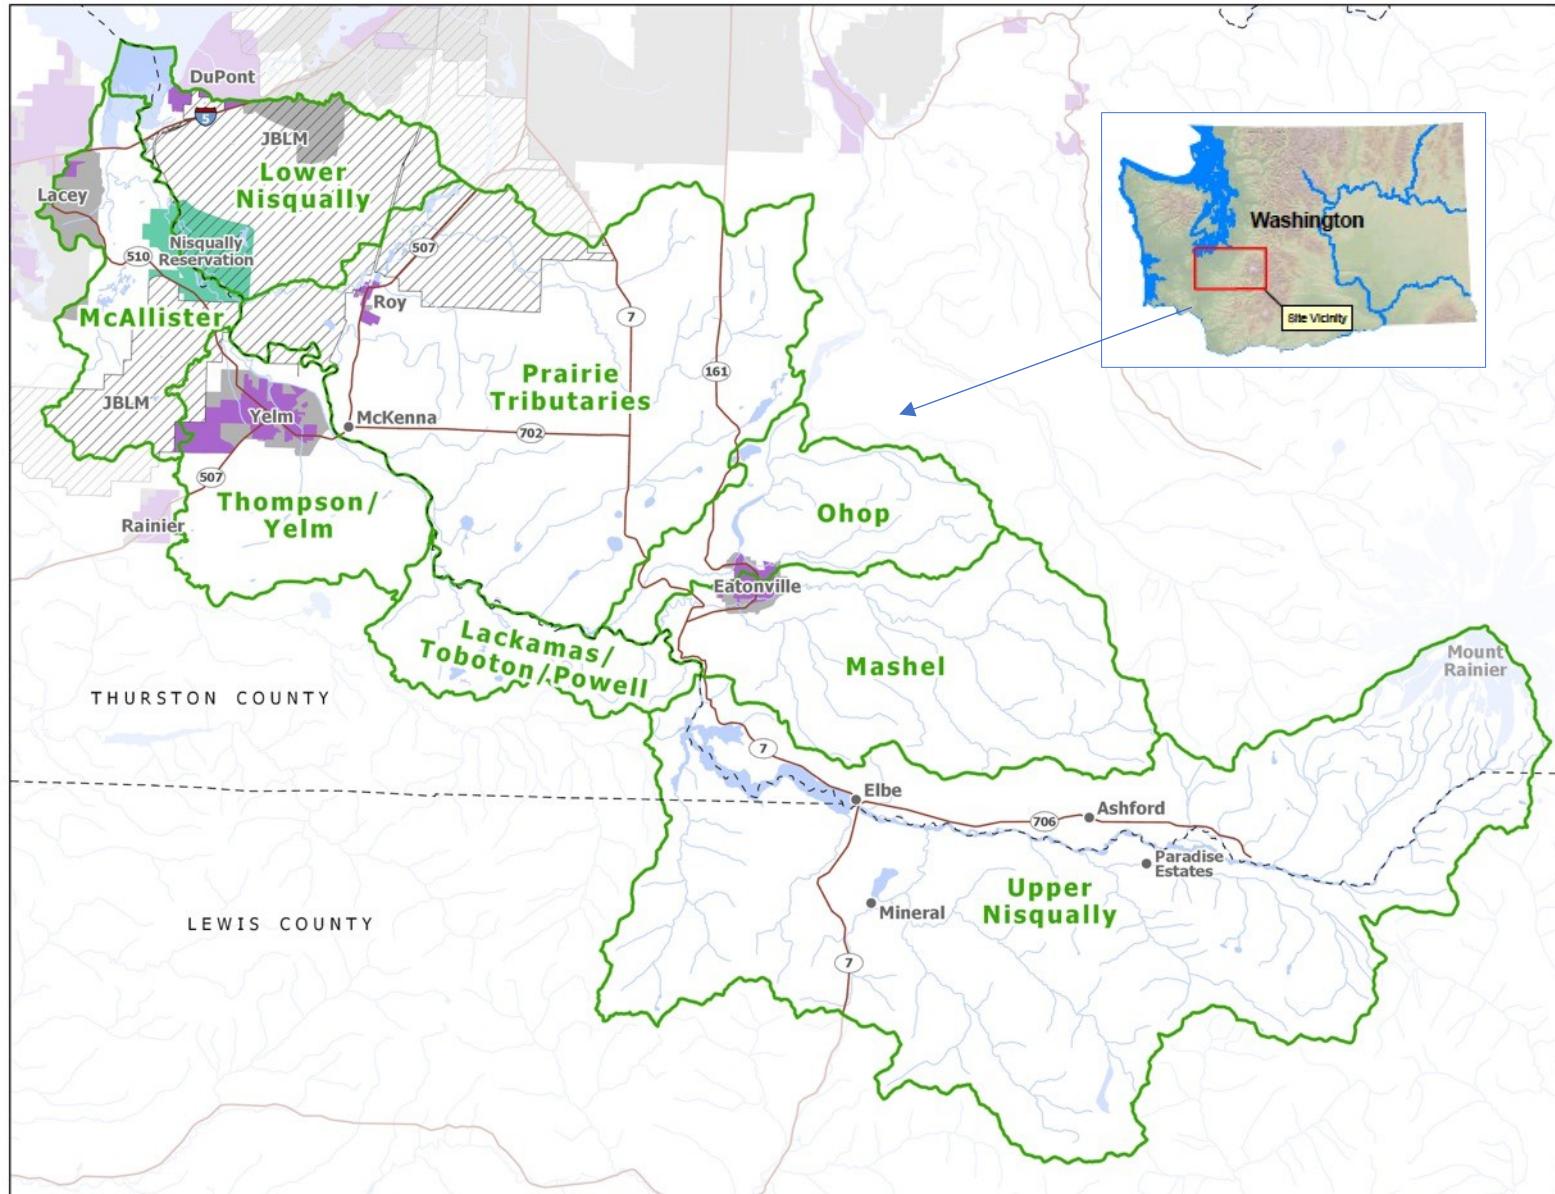 DuPont
5
JBLM
Lower
Nisqually
Lacey
Nisqually
Reservation
510
507
Roy
McAllister
7
JBLM
Yelm
McKenna
Prairie
Tributaries
161
702
507
Rainier
Thompson/
Yelm
Ohop
Eatonville
Lackamas/
Toboton/Powell
Mashel
Mount
Rainier
THURSTON COUNTY
7
Elbe
706
Ashford
Paradise
Estates
Upper
Nisqually
Mineral
LEWIS COUNTY
7
Washington
Site Vicinity